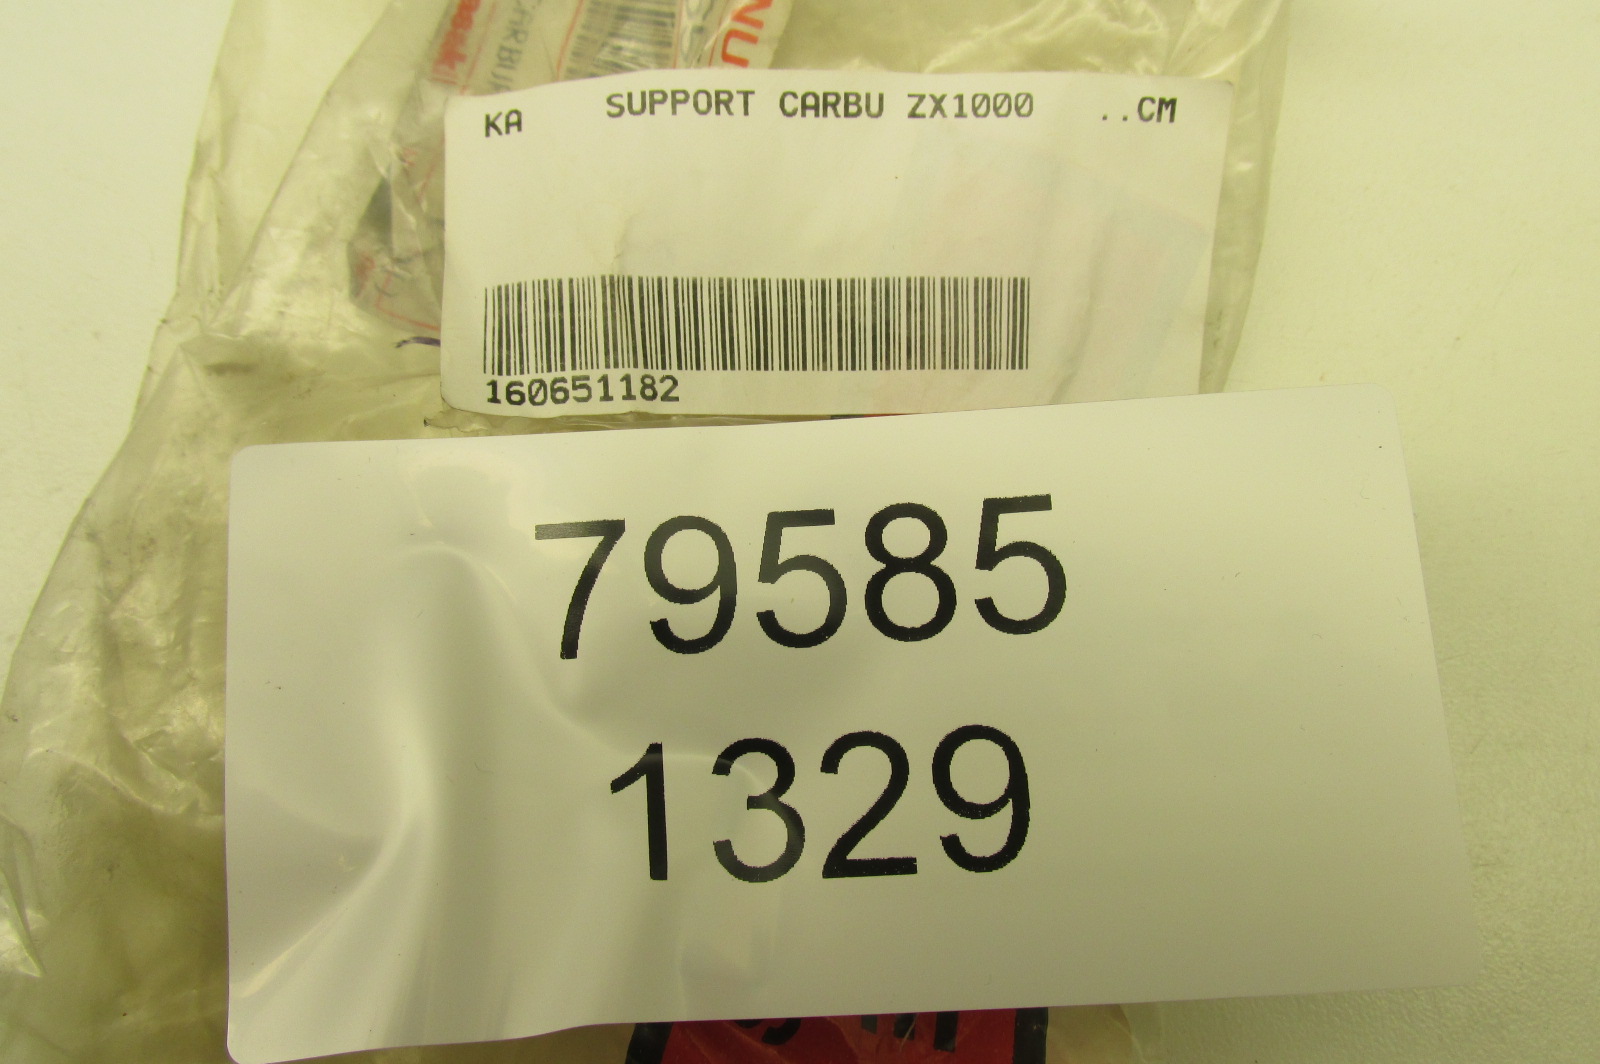 KA SUPPORT CARBU ZX1000 ..CM
160651182
79585
1329